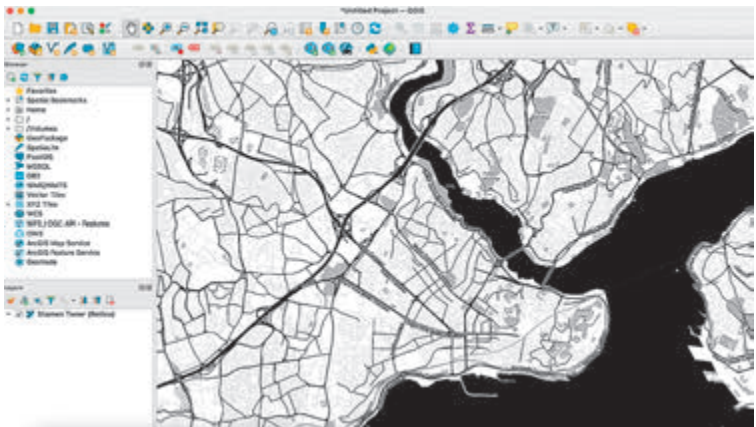 *Untitled Project — QGIS
Browser
Favorites
Spatial Bookmarks
Home
/
/Volumes
GeoPackage
SpatiaLite
PostGIS
MSSQL
WMS/WMTS
Vector Tiles
XYZ Tiles
WCS
WFS / OGC API - Features
OWS
ArcGIS Map Service
ArcGIS Feature Service
GeoNode
Layers
Stamen Toner (Retina)